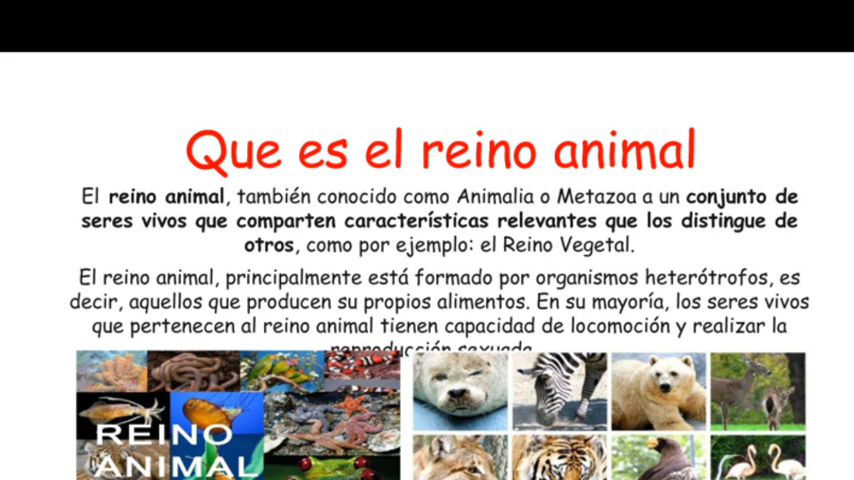 Que es el reino animal
El reino animal, también conocido como Animalia o Metazoa a un conjunto de
seres vivos que comparten características relevantes que los distingue de
otros, como por ejemplo: el Reino Vegetal.
El reino animal, principalmente está formado por organismos heterótrofos, es
decir, aquellos que producen su propios alimentos. En su mayoría, los seres vivos
que pertenecen al reino animal tienen capacidad de locomoción y realizar la
reproducción sexuada
REINO
ANIMAL